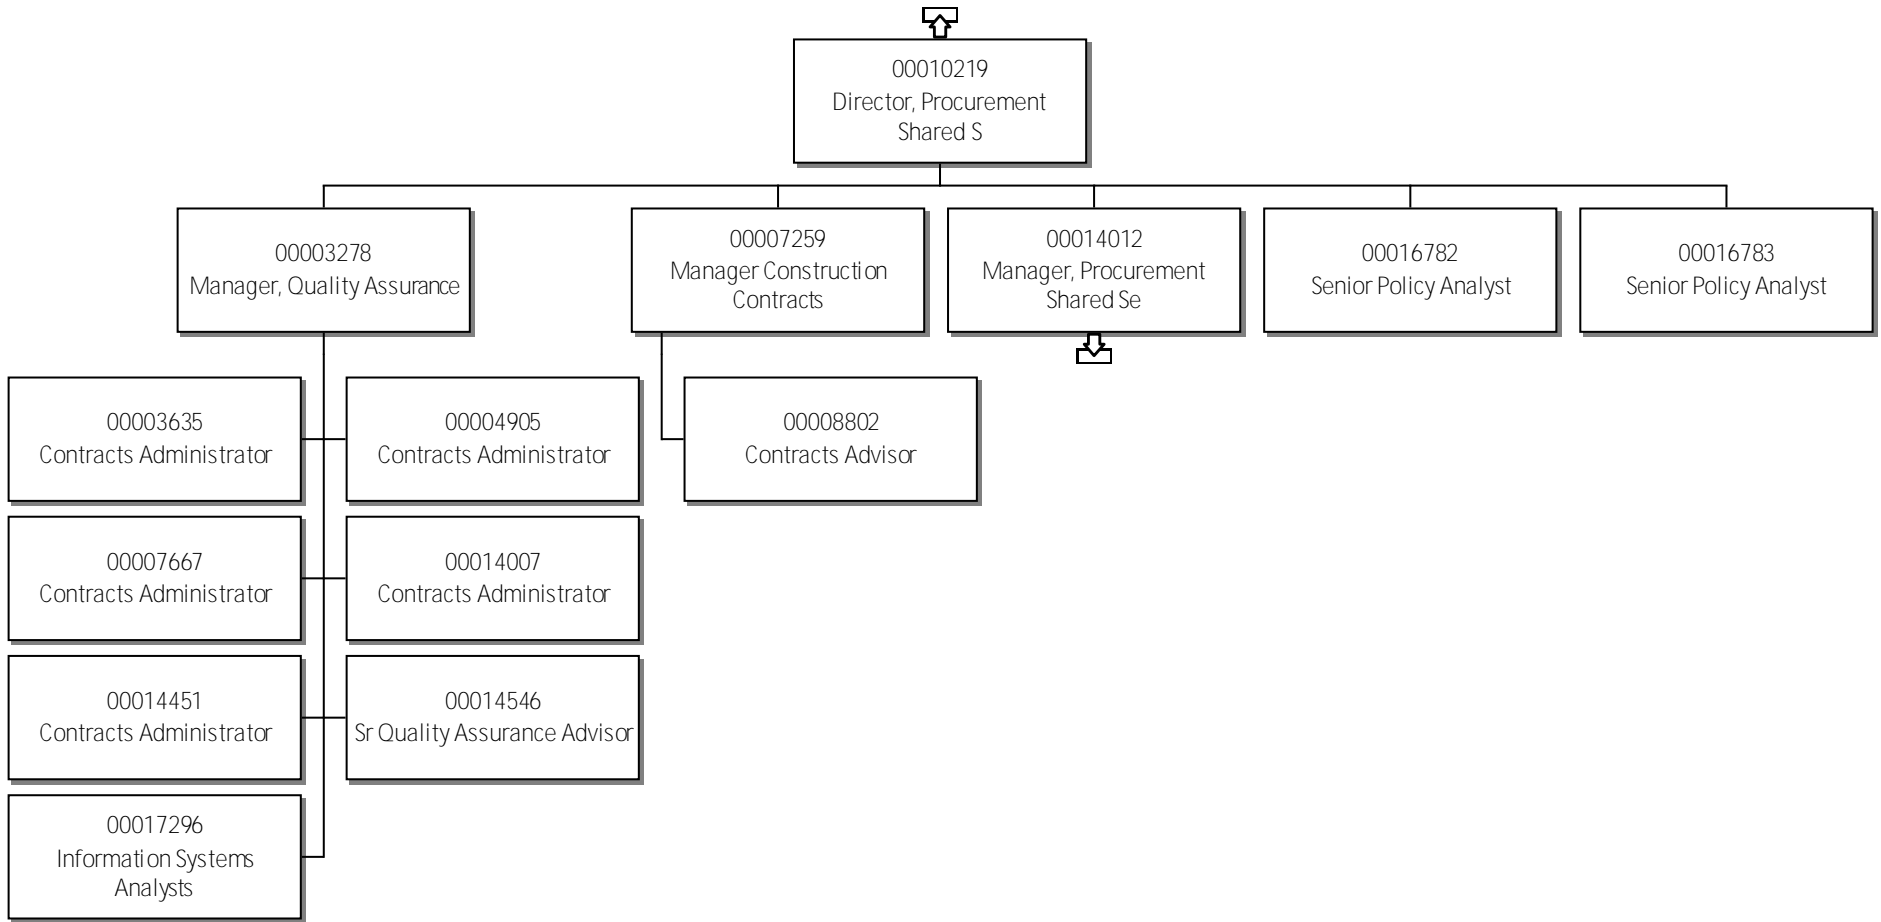 00010219
Director, Procurement
Shared S
00003278
Manager, Quality Assurance
00007259
Manager Construction
Contracts
00014012
Manager, Procurement
Shared Se
00016782
Senior Policy Analyst
00016783
Senior Policy Analyst
00003635
Contracts Administrator
00004905
Contracts Administrator
00008802
Contracts Advisor
00007667
Contracts Administrator
00014007
Contracts Administrator
00014451
Contracts Administrator
00014546
Sr Quality Assurance Advisor
00017296
Information Systems
Analysts